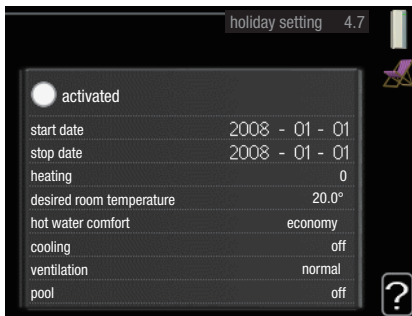 holiday setting 4.7
activated
start date 2008 - 01 - 01
stop date 2008 - 01 - 01
heating 0
desired room temperature 20.0°
hot water comfort economy
cooling off
ventilation normal
pool off
?